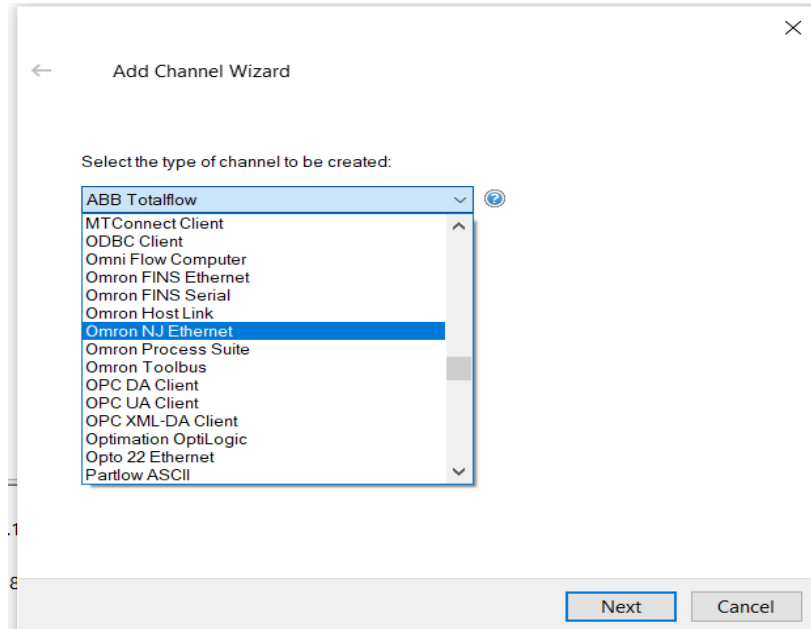 Add Channel Wizard
Select the type of channel to be created:
ABB Totalflow
MTConnect Client
ODBC Client
Omni Flow Computer
Omron FINS Ethernet
Omron FINS Serial
Omron Host Link
Omron NJ Ethernet
Omron Process Suite
Omron Toolbus
OPC DA Client
OPC UA Client
OPC XML-DA Client
Optimation OptiLogic
Opto 22 Ethernet
Partlow ASCII
.1
8
Next Cancel